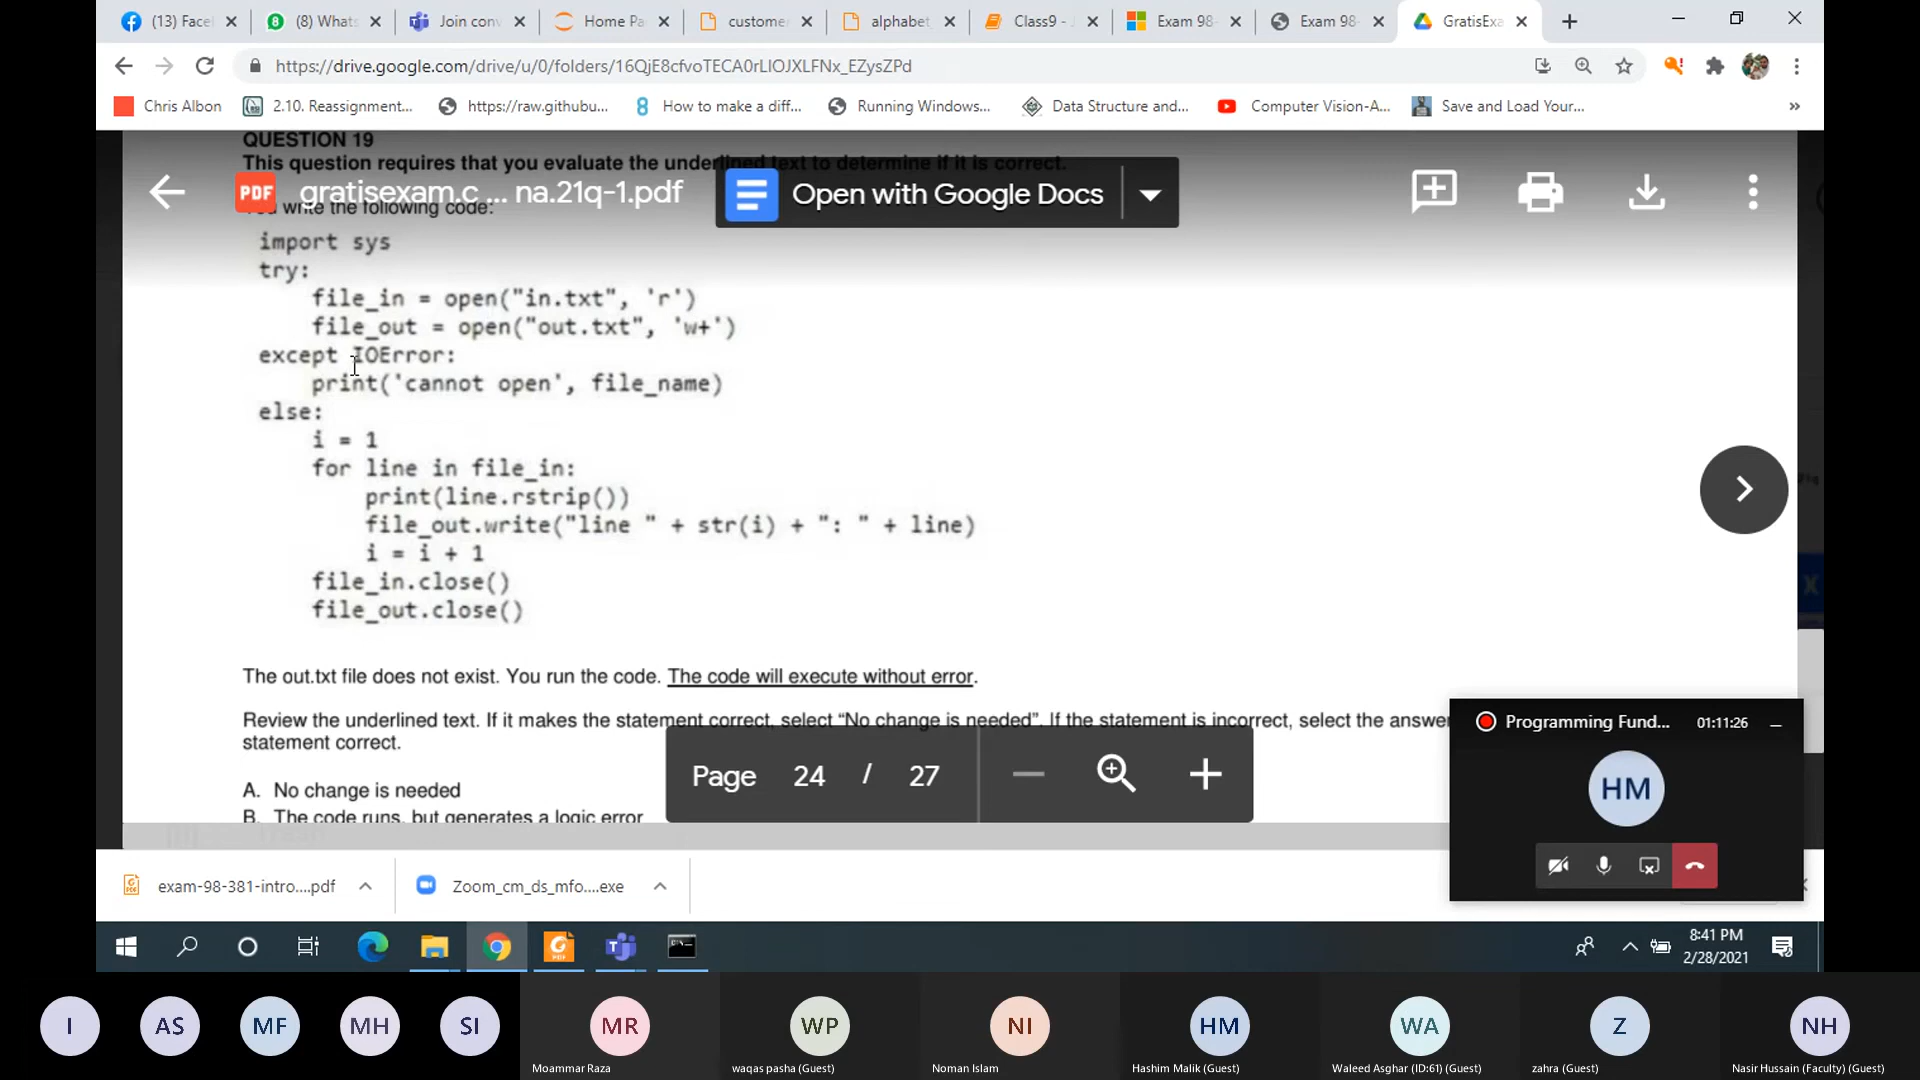 (13) Face
(8) Whats
Join conv
Home Pa
custome
alphabet
Class9 - J
Exam 98-
Exam 98-
GratisExa
https://drive.google.com/drive/u/0/folders/16QjE8cfvoTECA0rLIOJXLFNx_EZysZPd
Chris Albon
2.10. Reassignment...
https://raw.githubu...
How to make a diff...
Running Windows...
Data Structure and...
Computer Vision-A...
Save and Load Your...
»
QUESTION 19
This question requires that you evaluate the underlined text to determine if it is correct.
PDF
gratisexam.c ... na.21q-1.pdf
Open with Google Docs
You write the following code:
import sys
try:
file_in = open("in.txt", 'r')
file_out = open("out.txt", 'w+')
except IOError:
print('cannot open', file_name)
else:
i = 1
for line in file_in:
print(line.rstrip())
file_out.write("line " + str(i) + ": " + line)
i = i + 1
file_in.close()
file_out.close()
The out.txt file does not exist. You run the code. The code will execute without error.
Review the underlined text. If it makes the statement correct, select “No change is needed”. If the statement is incorrect, select the answer
statement correct.
A. No change is needed
B. The code runs, but generates a logic error
Page 24 / 27
Programming Fund...
01:11:26
HM
exam-98-381-intro....pdf
Zoom_cm_ds_mfo....exe
8:41 PM
2/28/2021
I
AS
MF
MH
SI
MR
WP
NI
HM
WA
Z
NH
Moammar Raza
waqas pasha (Guest)
Noman Islam
Hashim Malik (Guest)
Waleed Asghar (ID:61) (Guest)
zahra (Guest)
Nasir Hussain (Faculty) (Guest)